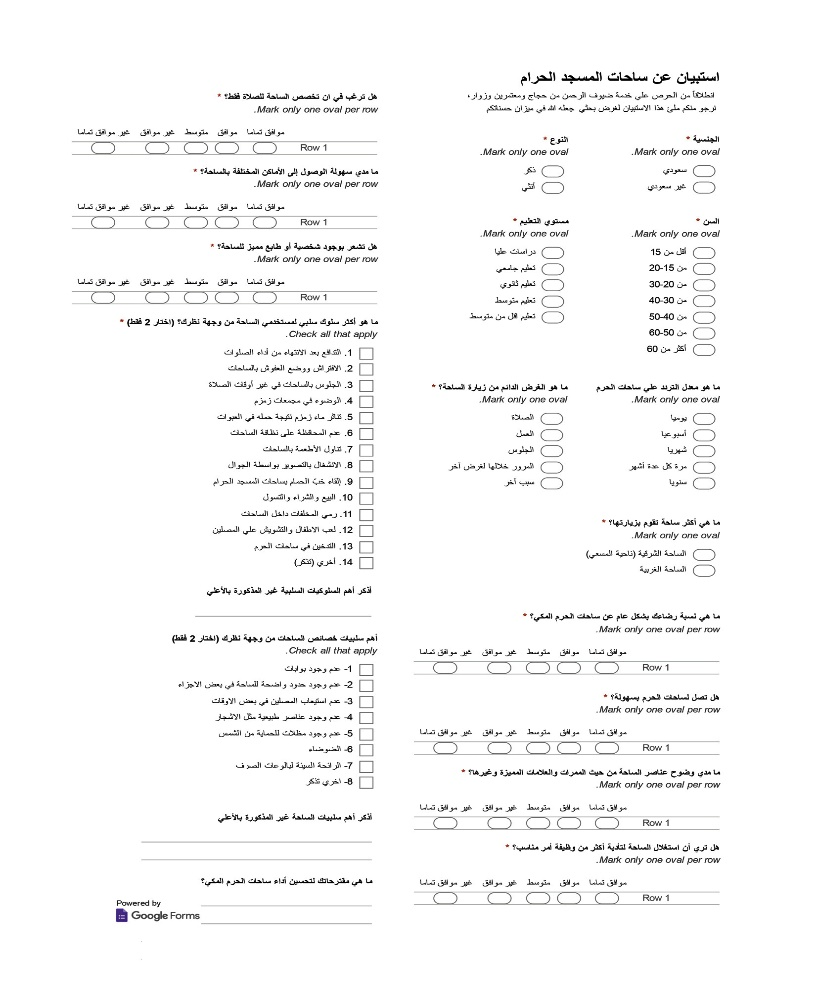 استبيان عن ساحات المسجد الحرام
انطلاقاً من الحرص على خدمة ضيوف الرحمن من حجاج ومعتمرين وزوار،
نرجو منكم ملئ هذا الاستبيان لغرض بحثي جعله الله في ميزان حسناتكم
الجنسية *
Mark only one oval.
سعودي
غير سعودي
النوع *
Mark only one oval.
ذكر
أنثي
السن *
Mark only one oval.
أقل من 15
من 15-20
من 20-30
من 30-40
من 40-50
من 50-60
أكثر من 60
مستوي التعليم *
Mark only one oval.
دراسات عليا
تعليم جامعي
تعليم ثانوي
تعليم متوسط
تعليم اقل من متوسط
ما هو معدل التردد علي ساحات الحرم
Mark only one oval.
يوميا
أسبوعيا
شهريا
مرة كل عدة أشهر
سنويا
ما هو الغرض الدائم من زيارة الساحة؟ *
Mark only one oval.
الصلاة
العمل
الجلوس
المرور خلالها لغرض أخر
سبب أخر
ما هي أكثر ساحة تقوم بزيارتها؟ *
Mark only one oval.
الساحة الشرقية (ناحية المسعي)
الساحة الغربية
ما هي نسبة رضاءك بشكل عام عن ساحات الحرم المكي؟ *
Mark only one oval per row.
موافق تماما موافق متوسط غير موافق غير موافق تماما
Row 1
هل تصل لساحات الحرم بسهولة؟ *
Mark only one oval per row.
موافق تماما موافق متوسط غير موافق غير موافق تماما
Row 1
ما مدى وضوح عناصر الساحة من حيث الممرات والعلامات المميزة وغيرها؟ *
Mark only one oval per row.
موافق تماما موافق متوسط غير موافق غير موافق تماما
Row 1
هل تري أن استغلال الساحة لتأدية أكثر من وظيفة أمر مناسب؟ *
Mark only one oval per row.
موافق تماما موافق متوسط غير موافق غير موافق تماما
Row 1
هل ترغب في ان تخصص الساحة للصلاة فقط؟ *
Mark only one oval per row.
موافق تماما موافق متوسط غير موافق غير موافق تماما
Row 1
ما مدي سهولة الوصول إلى الأماكن المختلفة بالساحة؟ *
Mark only one oval per row.
موافق تماما موافق متوسط غير موافق غير موافق تماما
Row 1
هل تشعر بوجود شخصية أو طابع مميز للساحة؟ *
Mark only one oval per row.
موافق تماما موافق متوسط غير موافق غير موافق تماما
Row 1
ما هو أكثر سلوك سلبي لمستخدمي الساحة من وجهة نظرك؟ (اختار 2 فقط) *
Check all that apply.
1. التدافع بعد الانتهاء من أداء الصلوات
2. الافتراش ووضع العفوش بالساحات
3. الجلوس بالساحات في غير أوقات الصلاة
4. الوضوء في مجمعات زمزم
5. تناثر ماء زمزم نتيجة حمله في العبوات
6. عدم المحافظة على نظافة الساحات
7. تناول الأطعمة بالساحات
8. الانشغال بالتصوير بواسطة الجوال
9. إلقاء حَبّ الحمام بساحات المسجد الحرام
10. البيع والشراء والتسول
11. رمي المخلفات داخل الساحات
12. لعب الاطفال والتشويش علي المصلين
13. التدخين في ساحات الحرم
14. أخري (تذكر)
أذكر أهم السلوكيات السلبية غير المذكورة بالأعلي
أهم سلبيات خصائص الساحات من وجهة نظرك (اختار 2 فقط)
Check all that apply.
1- عدم وجود بوابات
2- عدم وجود حدود واضحة للساحة في بعض الاجزاء
3- عدم استيعاب المصلين في بعض الاوقات
4- عدم وجود عناصر طبيعية مثل الاشجار
5- عدم وجود مظلات للحماية من الشمس
6- الضوضاء
7- الرائحة السيئة لبالوعات الصرف
8- اخري تذكر
أذكر أهم سلبيات الساحة غير المذكورة بالأعلي
ما هي مقترحاتك لتحسين أداء ساحات الحرم المكي؟
Powered by
Google Forms